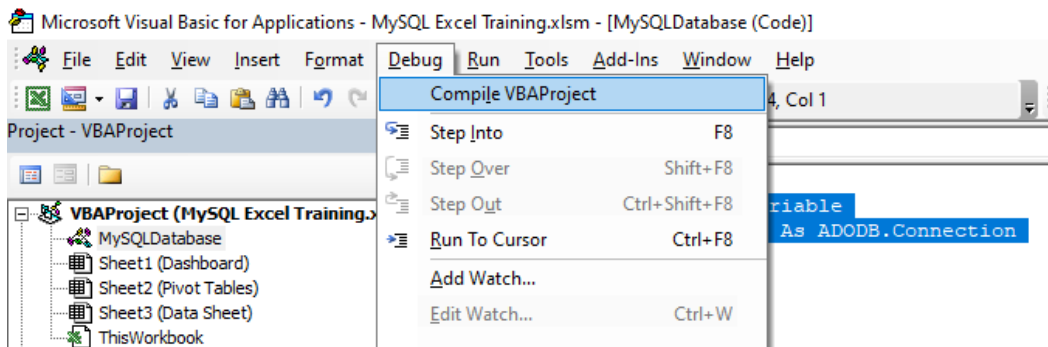 Microsoft Visual Basic for Applications - MySQL Excel Training.xlsm - [MySQLDatabase (Code)]
File Edit View Insert Format Debug Run Tools Add-Ins Window Help
Compile VBAProject
4, Col 1
Project - VBAProject
Step Into F8
Step Over Shift+F8
riable
VBAProject (MySQL Excel Training.x
Step Out Ctrl+Shift+F8
As ADODB.Connection
MySQLDatabase
Run To Cursor Ctrl+F8
Sheet1 (Dashboard)
Add Watch...
Sheet2 (Pivot Tables)
Sheet3 (Data Sheet)
Edit Watch... Ctrl+W
ThisWorkbook